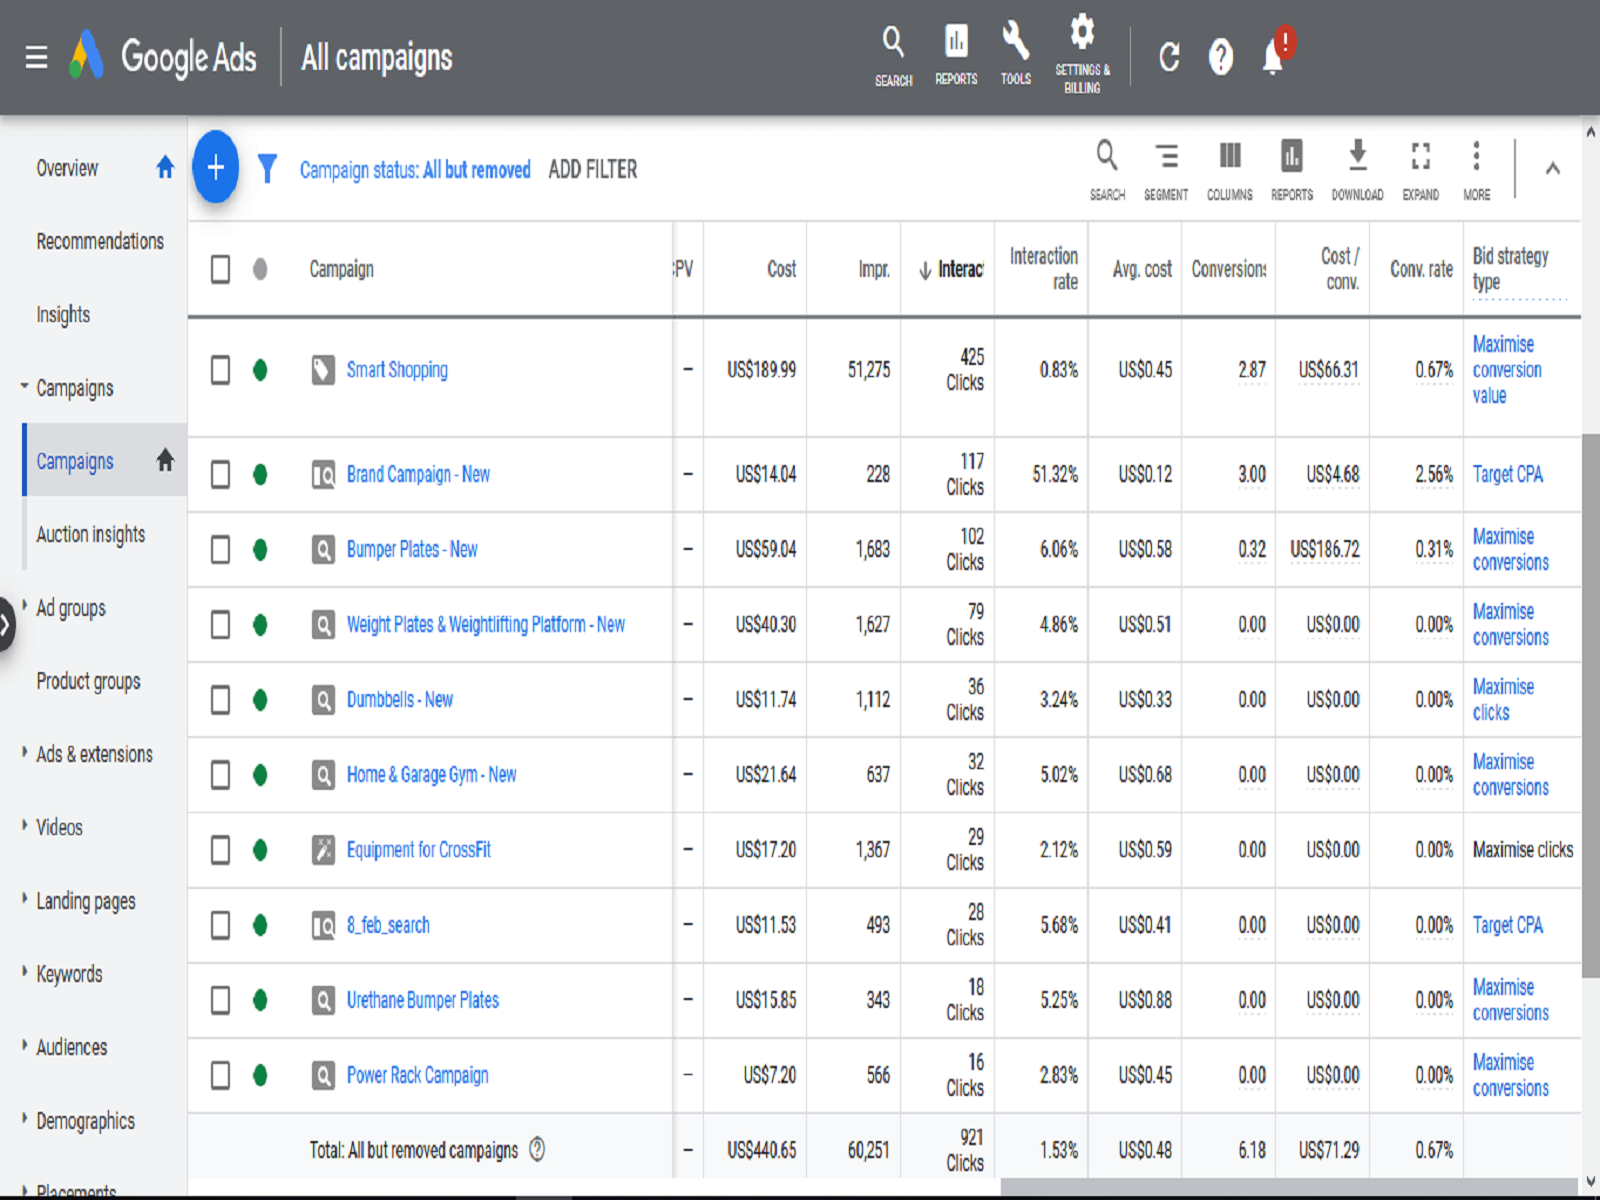 Google Ads
All campaigns
SEARCH
REPORTS
TOOLS
SETTINGS &
BILLING
!
Overview
Recommendations
Insights
Campaigns
Campaigns
Auction insights
Ad groups
Product groups
Ads & extensions
Videos
Landing pages
Keywords
Audiences
Demographics
Placements
Campaign status: All but removed ADD FILTER
SEARCH SEGMENT COLUMNS REPORTS DOWNLOAD EXPAND MORE
Campaign CPV Cost Impr. Interac Interaction rate Avg. cost Conversions Cost / conv. Conv. rate Bid strategy type
Smart Shopping – US$189.99 51,275 425 Clicks 0.83% US$0.45 2.87 US$66.31 0.67% Maximise conversion value
Brand Campaign - New – US$14.04 228 117 Clicks 51.32% US$0.12 3.00 US$4.68 2.56% Target CPA
Bumper Plates - New – US$59.04 1,683 102 Clicks 6.06% US$0.58 0.32 US$186.72 0.31% Maximise conversions
Weight Plates & Weightlifting Platform - New – US$40.30 1,627 79 Clicks 4.86% US$0.51 0.00 US$0.00 0.00% Maximise conversions
Dumbbells - New – US$11.74 1,112 36 Clicks 3.24% US$0.33 0.00 US$0.00 0.00% Maximise clicks
Home & Garage Gym - New – US$21.64 637 32 Clicks 5.02% US$0.68 0.00 US$0.00 0.00% Maximise conversions
Equipment for CrossFit – US$17.20 1,367 29 Clicks 2.12% US$0.59 0.00 US$0.00 0.00% Maximise clicks
8_feb_search – US$11.53 493 28 Clicks 5.68% US$0.41 0.00 US$0.00 0.00% Target CPA
Urethane Bumper Plates – US$15.85 343 18 Clicks 5.25% US$0.88 0.00 US$0.00 0.00% Maximise conversions
Power Rack Campaign – US$7.20 566 16 Clicks 2.83% US$0.45 0.00 US$0.00 0.00% Maximise conversions
Total: All but removed campaigns – US$440.65 60,251 921 Clicks 1.53% US$0.48 6.18 US$71.29 0.67%